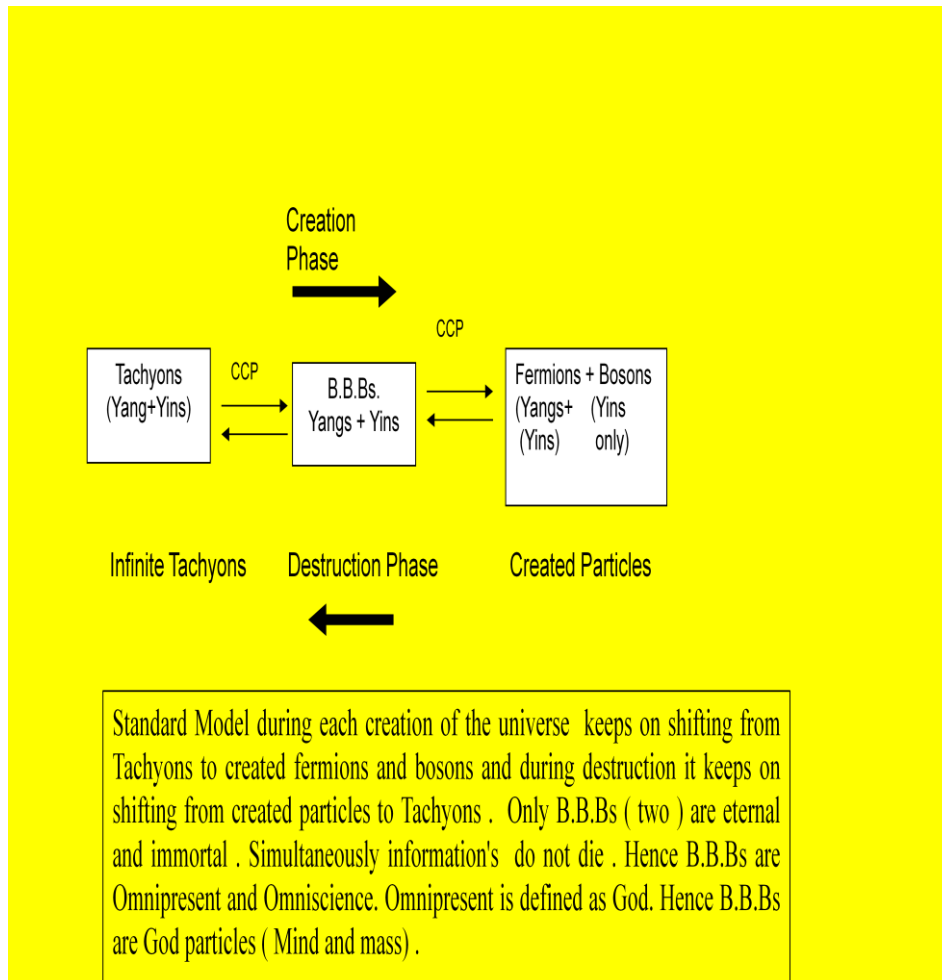 Creation
Phase
CCP
Tachyons
(Yang+Yins)
CCP
B.B.Bs.
Yangs + Yins
Fermions + Bosons
(Yangs+ (Yins
(Yins) only)
Infinite Tachyons
Destruction Phase
Created Particles
Standard Model during each creation of the universe keeps on shifting from
Tachyons to created fermions and bosons and during destruction it keeps on
shifting from created particles to Tachyons . Only B.B.Bs ( two ) are eternal
and immortal . Simultaneously information's do not die . Hence B.B.Bs are
Omnipresent and Omniscience. Omnipresent is defined as God. Hence B.B.Bs
are God particles ( Mind and mass) .